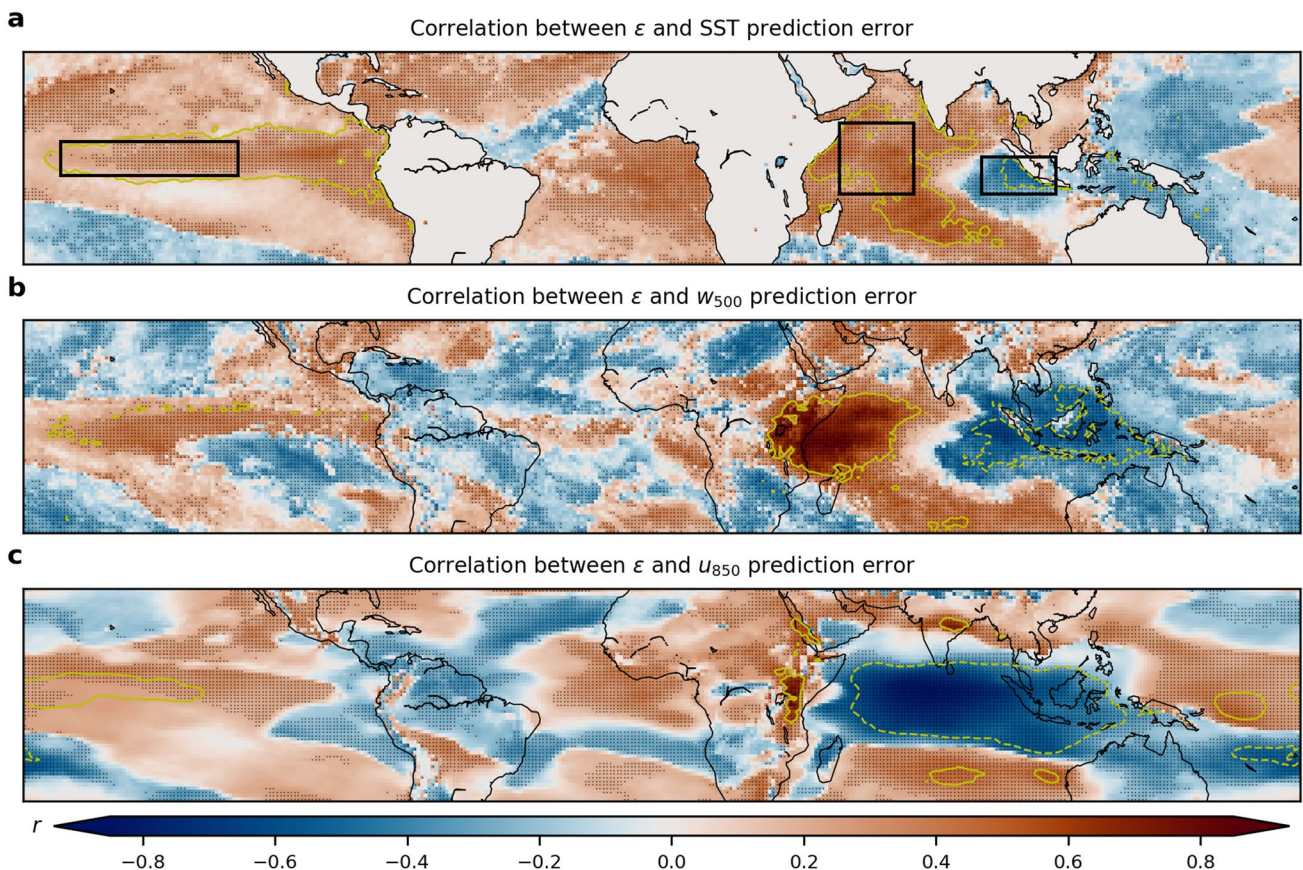 a
Correlation between ε and SST prediction error
b
Correlation between ε and w₅₀₀ prediction error
c
Correlation between ε and u₈₅₀ prediction error
r
−0.8 −0.6 −0.4 −0.2 0.0 0.2 0.4 0.6 0.8